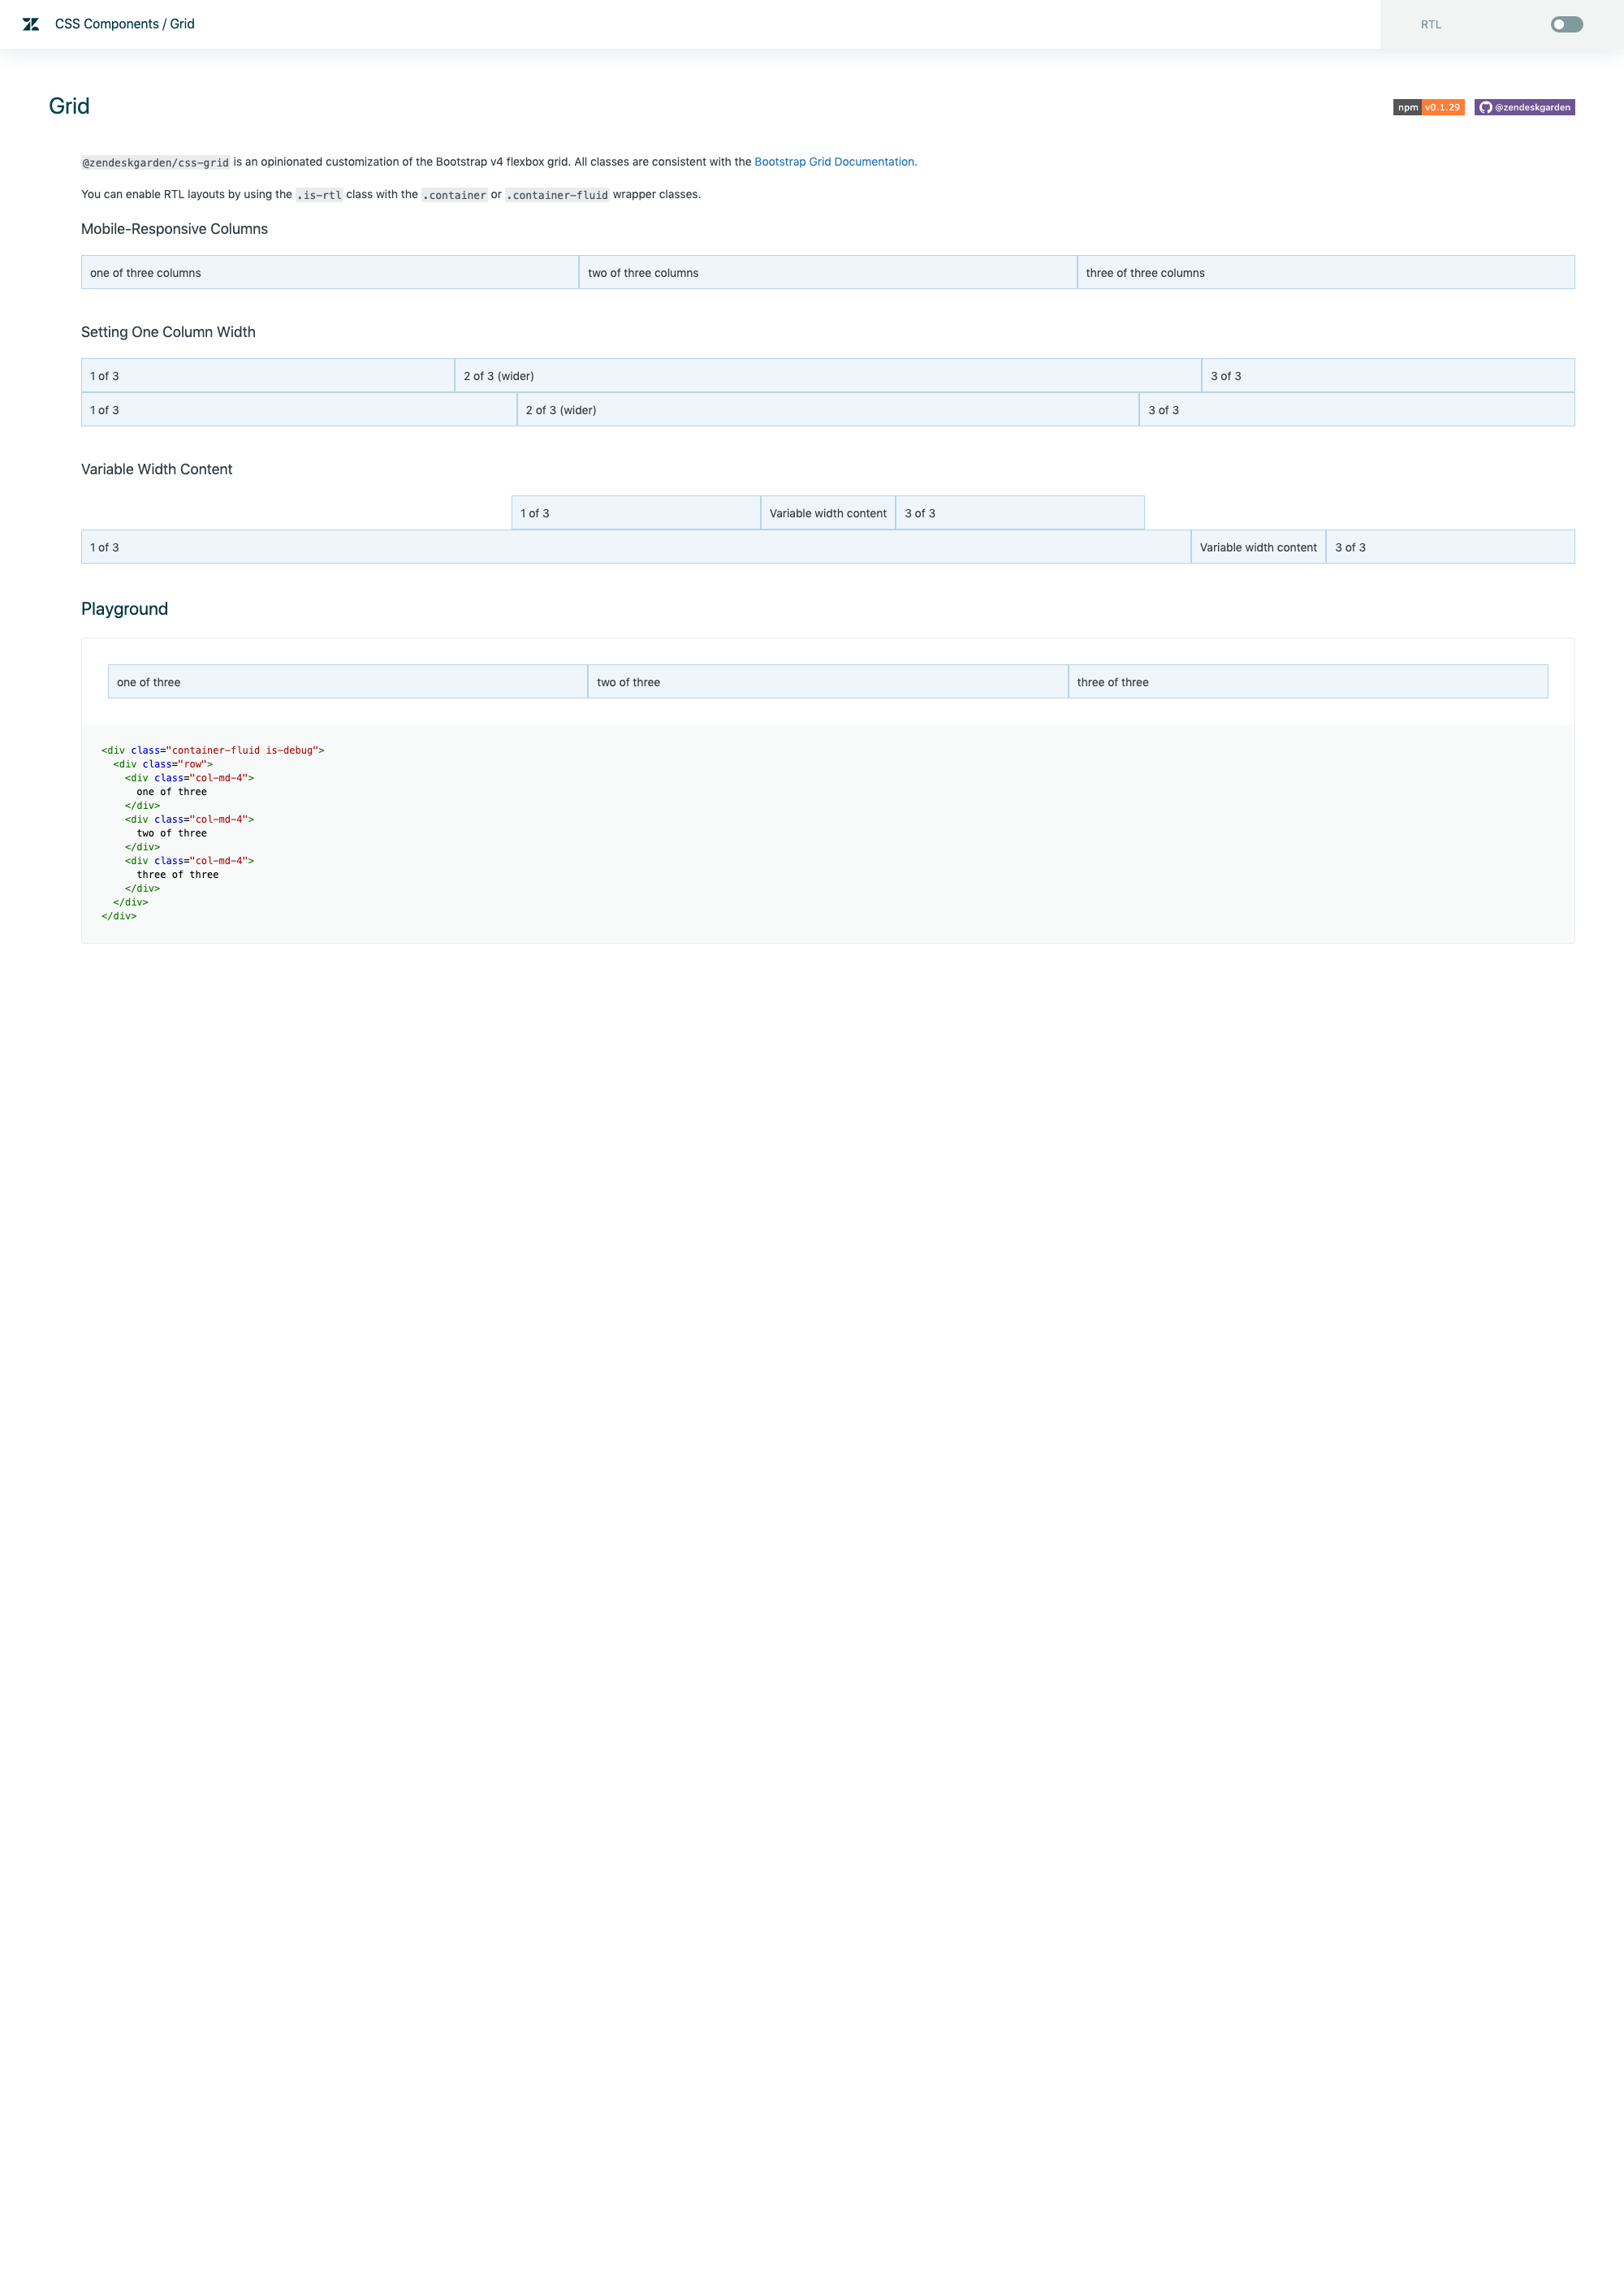 CSS Components / Grid
RTL
Grid
npm v0.1.29 @zendeskgarden
@zendeskgarden/css-grid is an opinionated customization of the Bootstrap v4 flexbox grid. All classes are consistent with the Bootstrap Grid Documentation.
You can enable RTL layouts by using the .is-rtl class with the .container or .container-fluid wrapper classes.
Mobile-Responsive Columns
one of three columns two of three columns three of three columns
Setting One Column Width
1 of 3 2 of 3 (wider) 3 of 3
1 of 3 2 of 3 (wider) 3 of 3
Variable Width Content
1 of 3 Variable width content 3 of 3
1 of 3 Variable width content 3 of 3
Playground
one of three two of three three of three
<div class="container-fluid is-debug">
  <div class="row">
    <div class="col-md-4">
      one of three
    </div>
    <div class="col-md-4">
      two of three
    </div>
    <div class="col-md-4">
      three of three
    </div>
  </div>
</div>